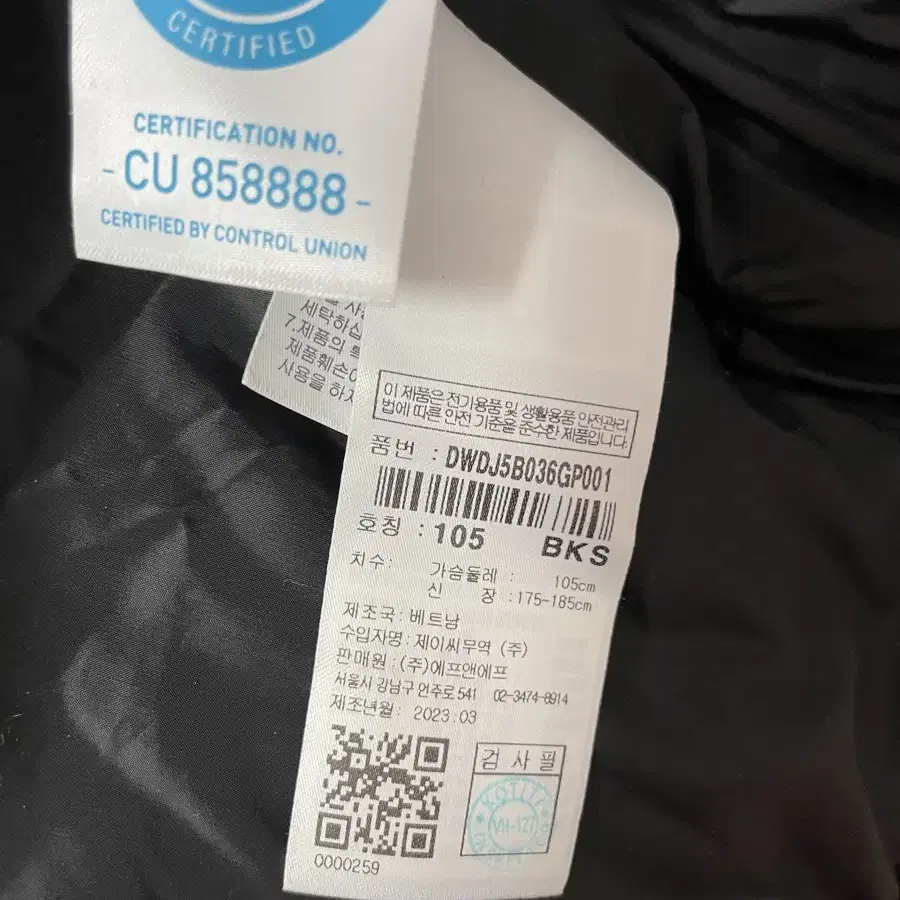 CERTIFIED
CERTIFICATION NO.
- CU 858888 -
CERTIFIED BY CONTROL UNION
세탁하십
7.제품의
제품훼손이
사용을 하지
이 제품은 전기용품 및 생활용품 안전관리
법에 따른 안전 기준을 준수한 제품입니다.
품번 : DWDJ5B036GP001
호칭 : 105 BKS
치수: 가슴둘레 : 105cm
신 장 :175-185cm
제조국: 베트남
수입자명: 제이씨무역 (주)
판매원 : (주)에프앤에프
서울시 강남구 언주로 541 02-3474-8914
제조년월: 2023.03
검 사 필
KOTITI
VN-127
0000259